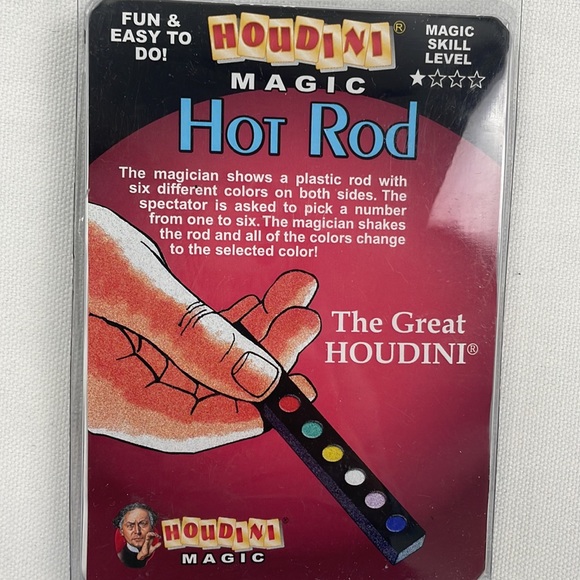 FUN &
EASY TO
DO!
HOUDINI®
MAGIC
MAGIC
SKILL
LEVEL
HOT ROD
The magician shows a plastic rod with
six different colors on both sides. The
spectator is asked to pick a number
from one to six. The magician shakes
the rod and all of the colors change
to the selected color!
The Great
HOUDINI®
HOUDINI®
MAGIC